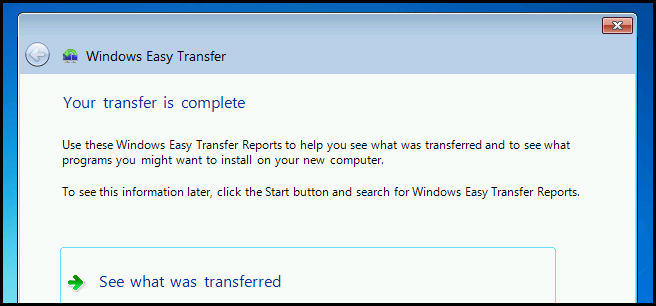 Windows Easy Transfer
Your transfer is complete
Use these Windows Easy Transfer Reports to help you see what was transferred and to see what
programs you might want to install on your new computer.
To see this information later, click the Start button and search for Windows Easy Transfer Reports.
See what was transferred